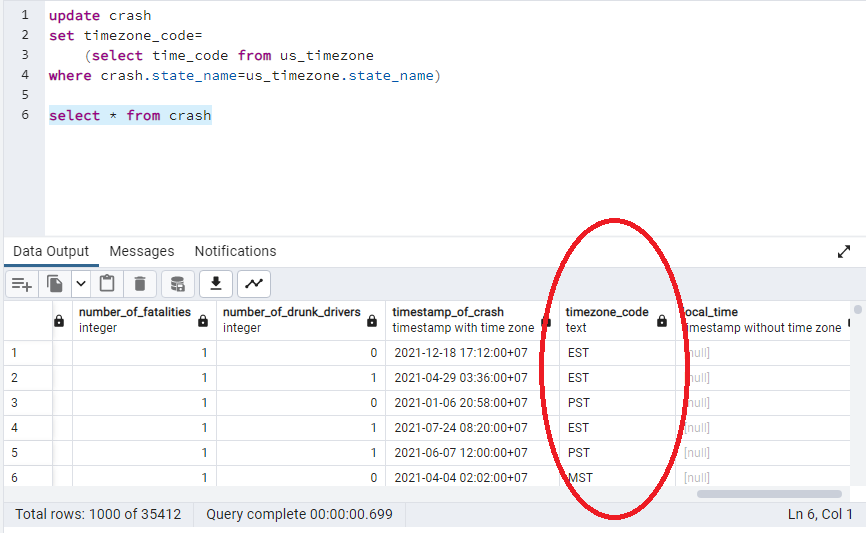 1 update crash
2 set timezone_code=
3 (select time_code from us_timezone
4 where crash.state_name=us_timezone.state_name)
5
6 select * from crash
Data Output Messages Notifications
number_of_fatalities number_of_drunk_drivers timestamp_of_crash timezone_code ocal_time
integer integer timestamp with time zone text timestamp without time zone
1 1 0 2021-12-18 17:12:00+07 EST [null]
2 1 1 2021-04-29 03:36:00+07 EST [null]
3 1 0 2021-01-06 20:58:00+07 PST [null]
4 1 1 2021-07-24 08:20:00+07 EST [null]
5 1 1 2021-06-07 12:00:00+07 PST [null]
6 1 0 2021-04-04 02:02:00+07 MST [null]
Total rows: 1000 of 35412 Query complete 00:00:00.699 Ln 6, Col 1